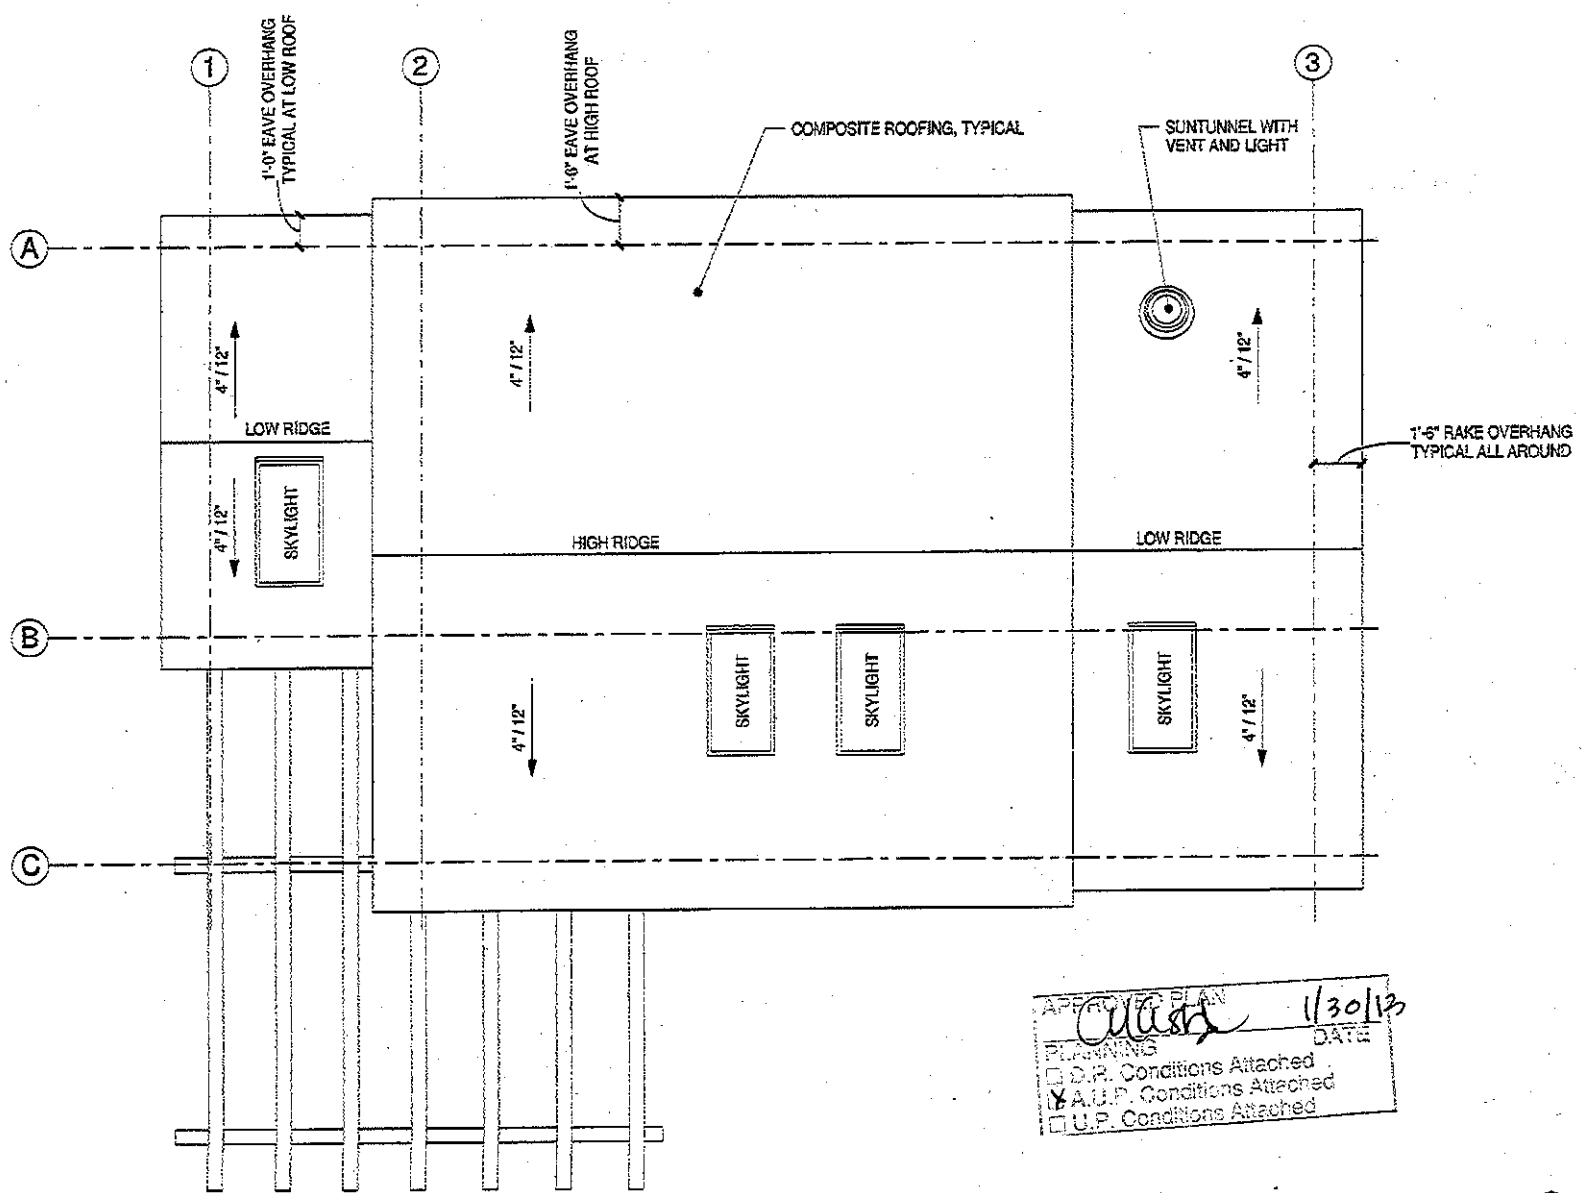 1
2
3
1'-0" EAVE OVERHANG
TYPICAL AT LOW ROOF
1'-6" EAVE OVERHANG
AT HIGH ROOF
COMPOSITE ROOFING, TYPICAL
SUNTUNNEL WITH
VENT AND LIGHT
A
4" / 12"
4" / 12"
4" / 12"
LOW RIDGE
1'-6" RAKE OVERHANG
TYPICAL ALL AROUND
4" / 12"
SKYLIGHT
HIGH RIDGE
LOW RIDGE
B
SKYLIGHT
SKYLIGHT
SKYLIGHT
4" / 12"
4" / 12"
C
APPROVED PLAN
1/30/13
PLANNING DATE
D.R. Conditions Attached
X A.U.P. Conditions Attached
U.P. Conditions Attached